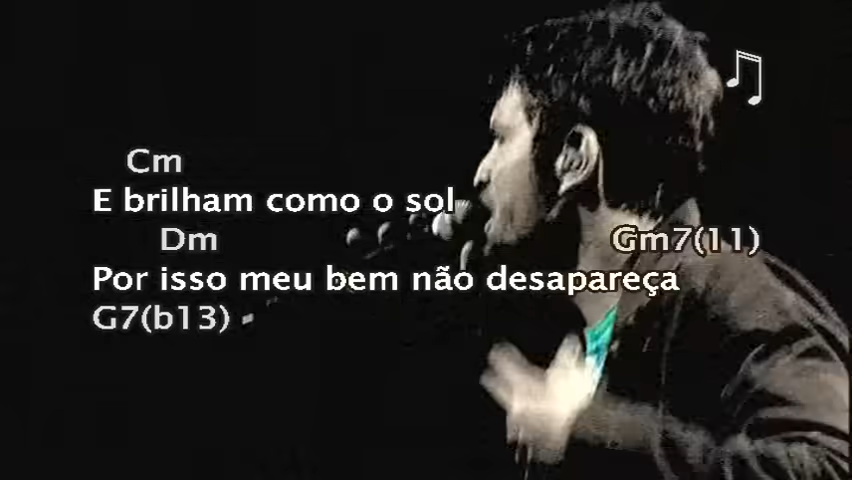 Cm
E brilham como o sol
Dm Gm7(11)
Por isso meu bem não desapareça
G7(b13)